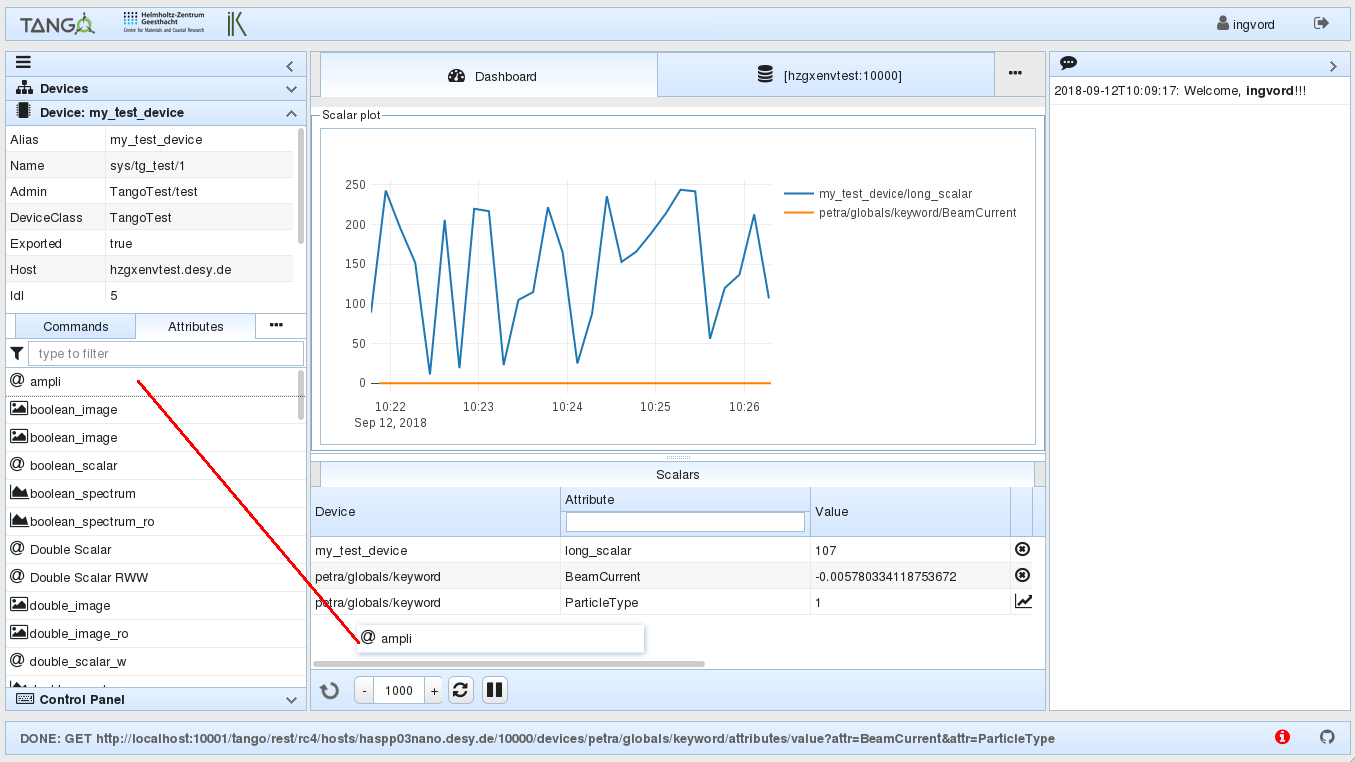 TANGO
Helmholtz-Zentrum
Geesthacht
Centre for Materials and Coastal Research
iK
ingvord
Devices
Device: my_test_device
Alias my_test_device
Name sys/tg_test/1
Admin TangoTest/test
DeviceClass TangoTest
Exported true
Host hzgxenvtest.desy.de
Idl 5
Commands Attributes ...
type to filter
@ ampli
boolean_image
boolean_image
@ boolean_scalar
boolean_spectrum
boolean_spectrum_ro
@ Double Scalar
@ Double Scalar RWW
double_image
double_image_ro
@ double_scalar_w
Control Panel
Dashboard [hzgxenvtest:10000] ...
Scalar plot
250
200
150
100
50
0
10:22 10:23 10:24 10:25 10:26
Sep 12, 2018
my_test_device/long_scalar
petra/globals/keyword/BeamCurrent
Scalars
Device Attribute Value
my_test_device long_scalar 107
petra/globals/keyword BeamCurrent -0.005780334118753672
petra/globals/keyword ParticleType 1
@ ampli
- 1000 +
2018-09-12T10:09:17: Welcome, ingvord!!!
DONE: GET http://localhost:10001/tango/rest/rc4/hosts/haspp03nano.desy.de/10000/devices/petra/globals/keyword/attributes/value?attr=BeamCurrent&attr=ParticleType